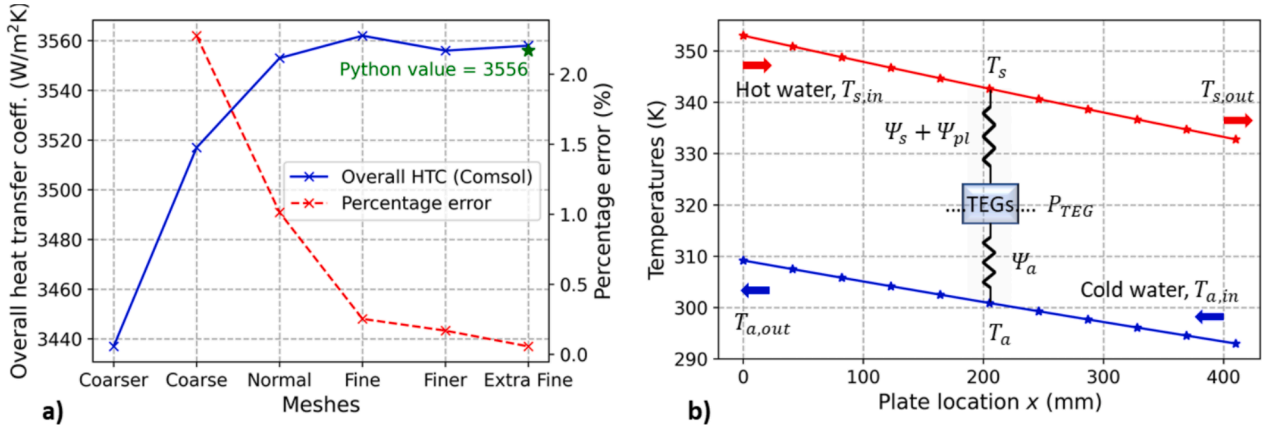 Overall heat transfer coeff. (W/m²K)
3560
3540
3520
3500
3480
3460
3440
Python value = 3556
Overall HTC (Comsol)
Percentage error
2.0
1.5
1.0
0.5
0.0
Percentage error (%)
Coarser Coarse Normal Fine Finer Extra Fine
Meshes
a)
Temperatures (K)
350
340
330
320
310
300
290
Hot water, T_{s,in}
T_s
T_{s,out}
Ψ_s + Ψ_{pl}
TEGs
P_{TEG}
Ψ_a
Cold water, T_{a,in}
T_{a,out}
T_a
0 100 200 300 400
Plate location x (mm)
b)